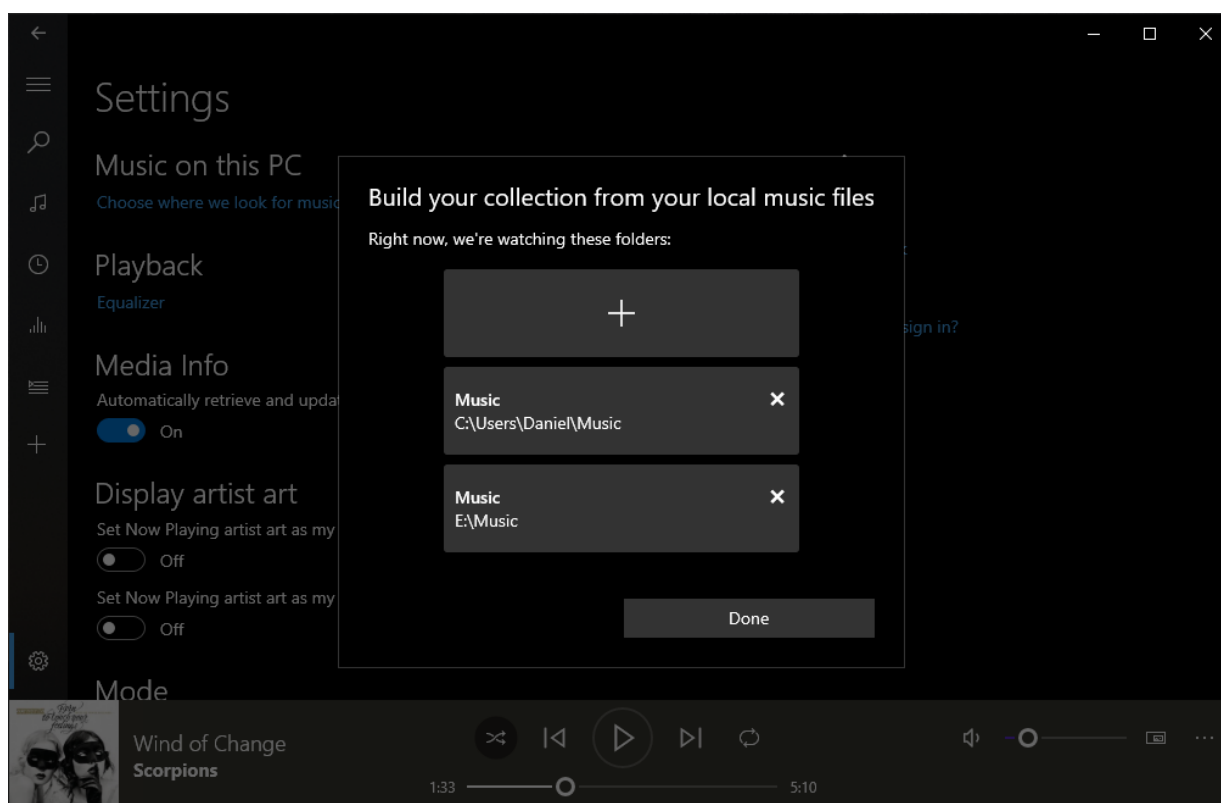 Settings
Music on this PC
Choose where we look for music
Playback
Equalizer
Media Info
Automatically retrieve and updat
On
Display artist art
Set Now Playing artist art as my
Off
Set Now Playing artist art as my
Off
Mode
Build your collection from your local music files
Right now, we're watching these folders:
Music
C:\Users\Daniel\Music
Music
E:\Music
Done
sign in?
Wind of Change
Scorpions
1:33
5:10